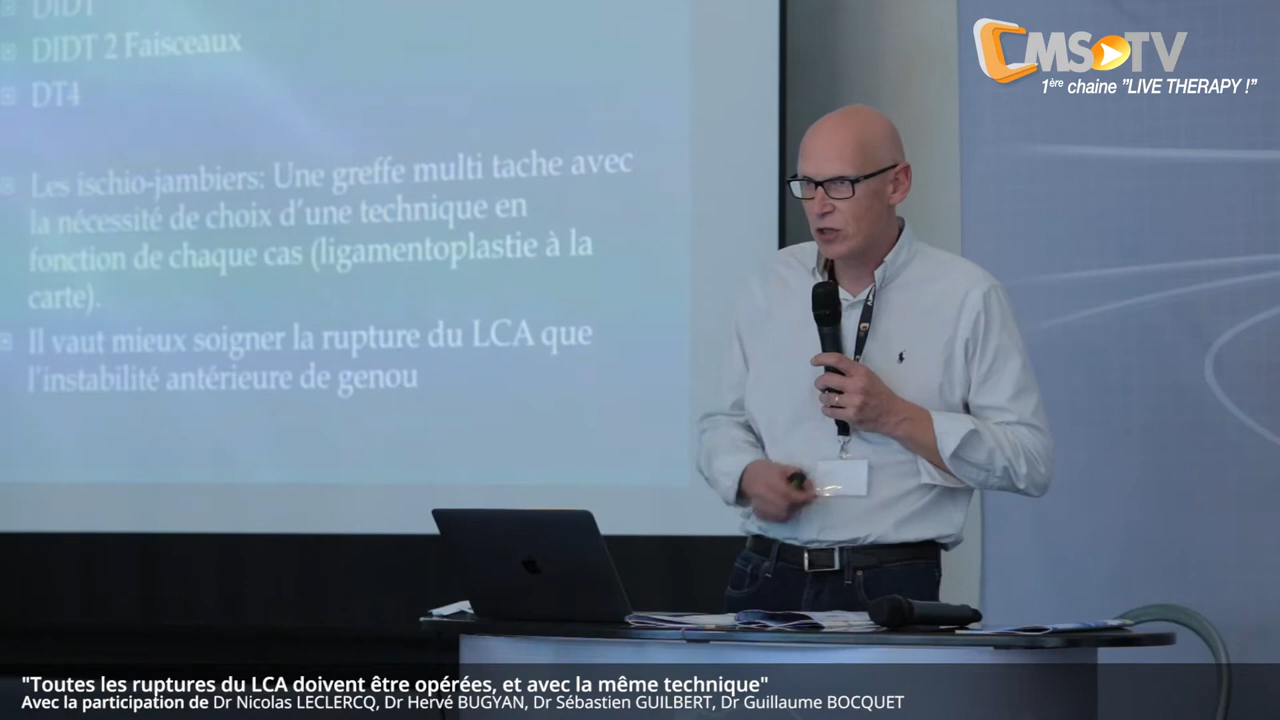 DIDT
DIDT 2 Faisceaux
DT4
Les ischio-jambiers: Une greffe multi tache avec
la nécessité de choix d'une technique en
fonction de chaque cas (ligamentoplastie à la
carte).
Il vaut mieux soigner la rupture du LCA que
l'instabilité antérieure de genou
CMS TV
1ère chaine "LIVE THERAPY !"
"Toutes les ruptures du LCA doivent être opérées, et avec la même technique"
Avec la participation de Dr Nicolas LECLERCQ, Dr Hervé BUGYAN, Dr Sébastien GUILBERT, Dr Guillaume BOCQUET